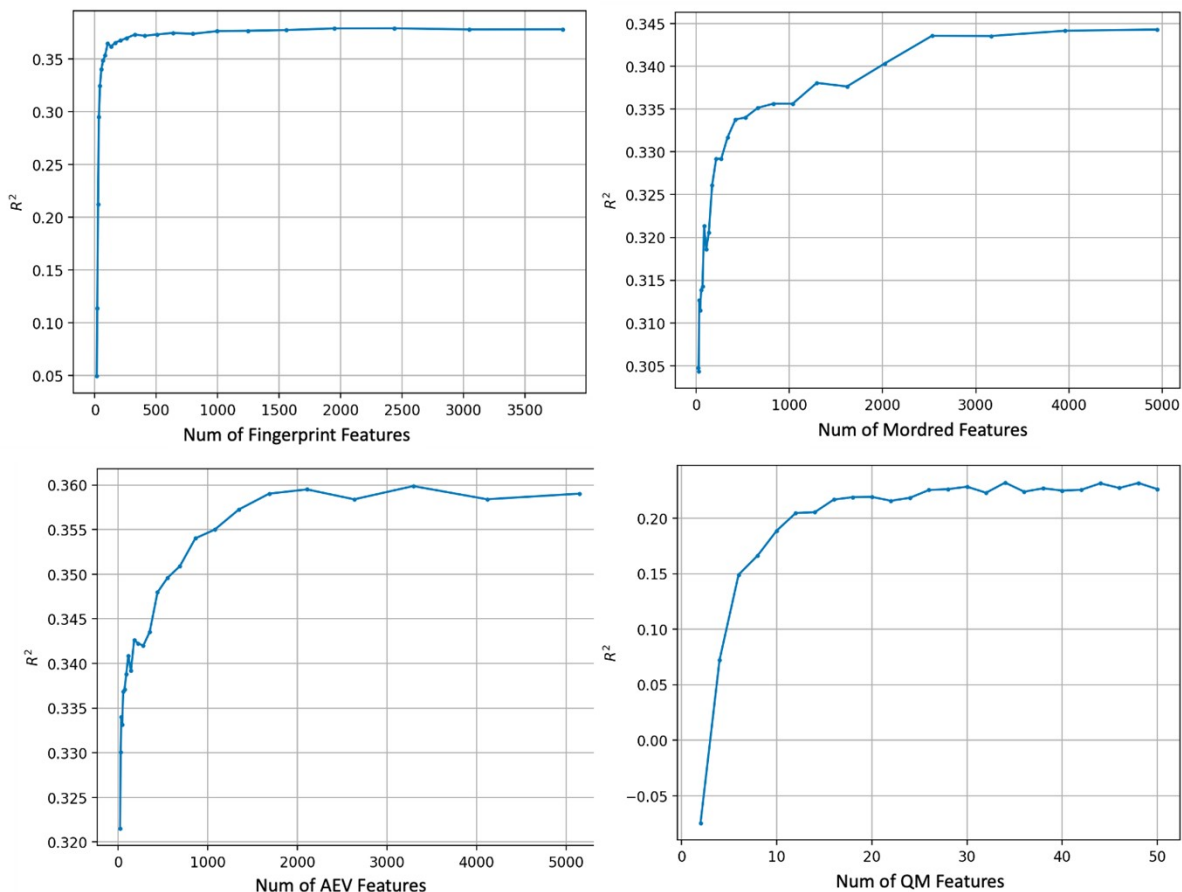 0.35
0.30
0.25
0.20
0.15
0.10
0.05
R²
0 500 1000 1500 2000 2500 3000 3500
Num of Fingerprint Features
0.345
0.340
0.335
0.330
0.325
0.320
0.315
0.310
0.305
R²
0 1000 2000 3000 4000 5000
Num of Mordred Features
0.360
0.355
0.350
0.345
0.340
0.335
0.330
0.325
0.320
R²
0 1000 2000 3000 4000 5000
Num of AEV Features
0.20
0.15
0.10
0.05
0.00
−0.05
R²
0 10 20 30 40 50
Num of QM Features